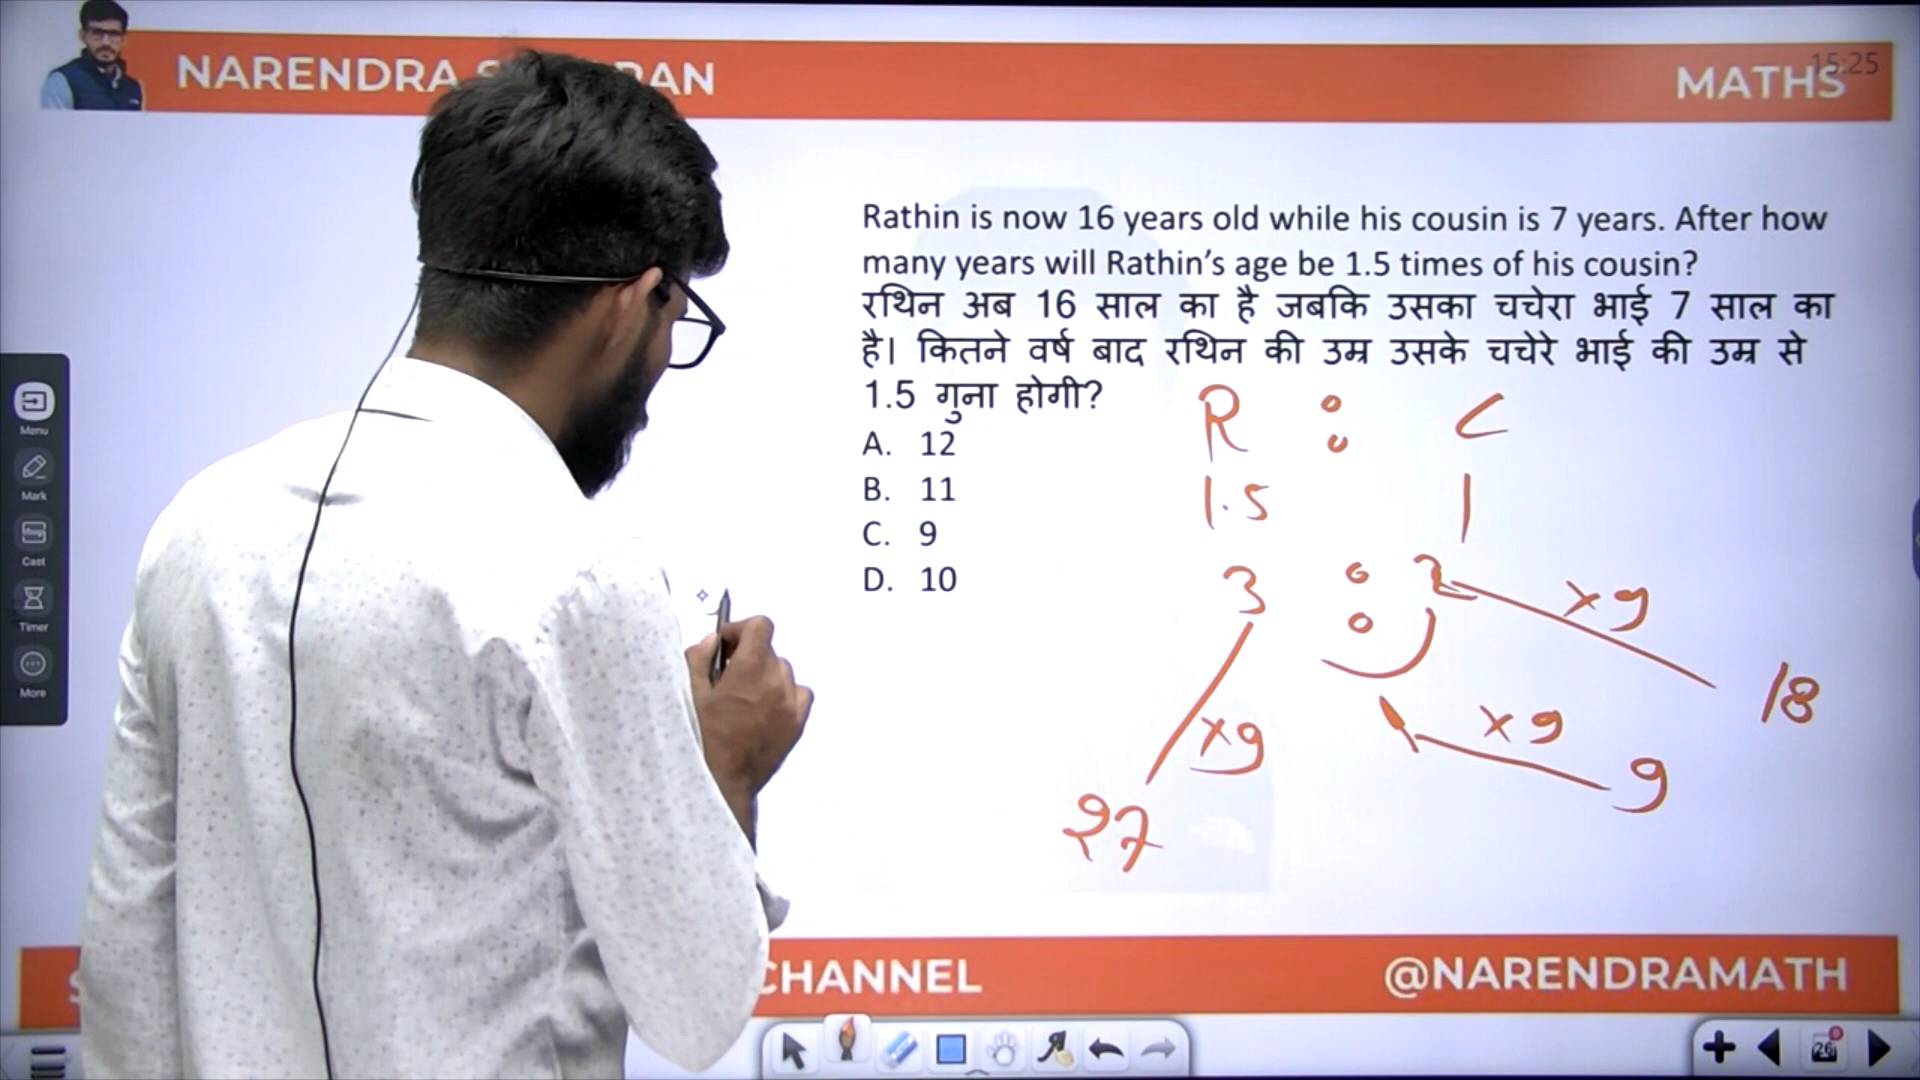 NARENDRA
MATHS
15:25
Rathin is now 16 years old while his cousin is 7 years. After how
many years will Rathin's age be 1.5 times of his cousin?
रथिन अब 16 साल का है जबकि उसका चचेरा भाई 7 साल का
है। कितने वर्ष बाद रथिन की उम्र उसके चचेरे भाई की उम्र से
1.5 गुना होगी?
A. 12
B. 11
C. 9
D. 10
R : C
1.5 1
3 : 2
×9
18
×9
×9
9
27
Menu
Mark
Cast
Timer
More
CHANNEL
@NARENDRAMATH
26